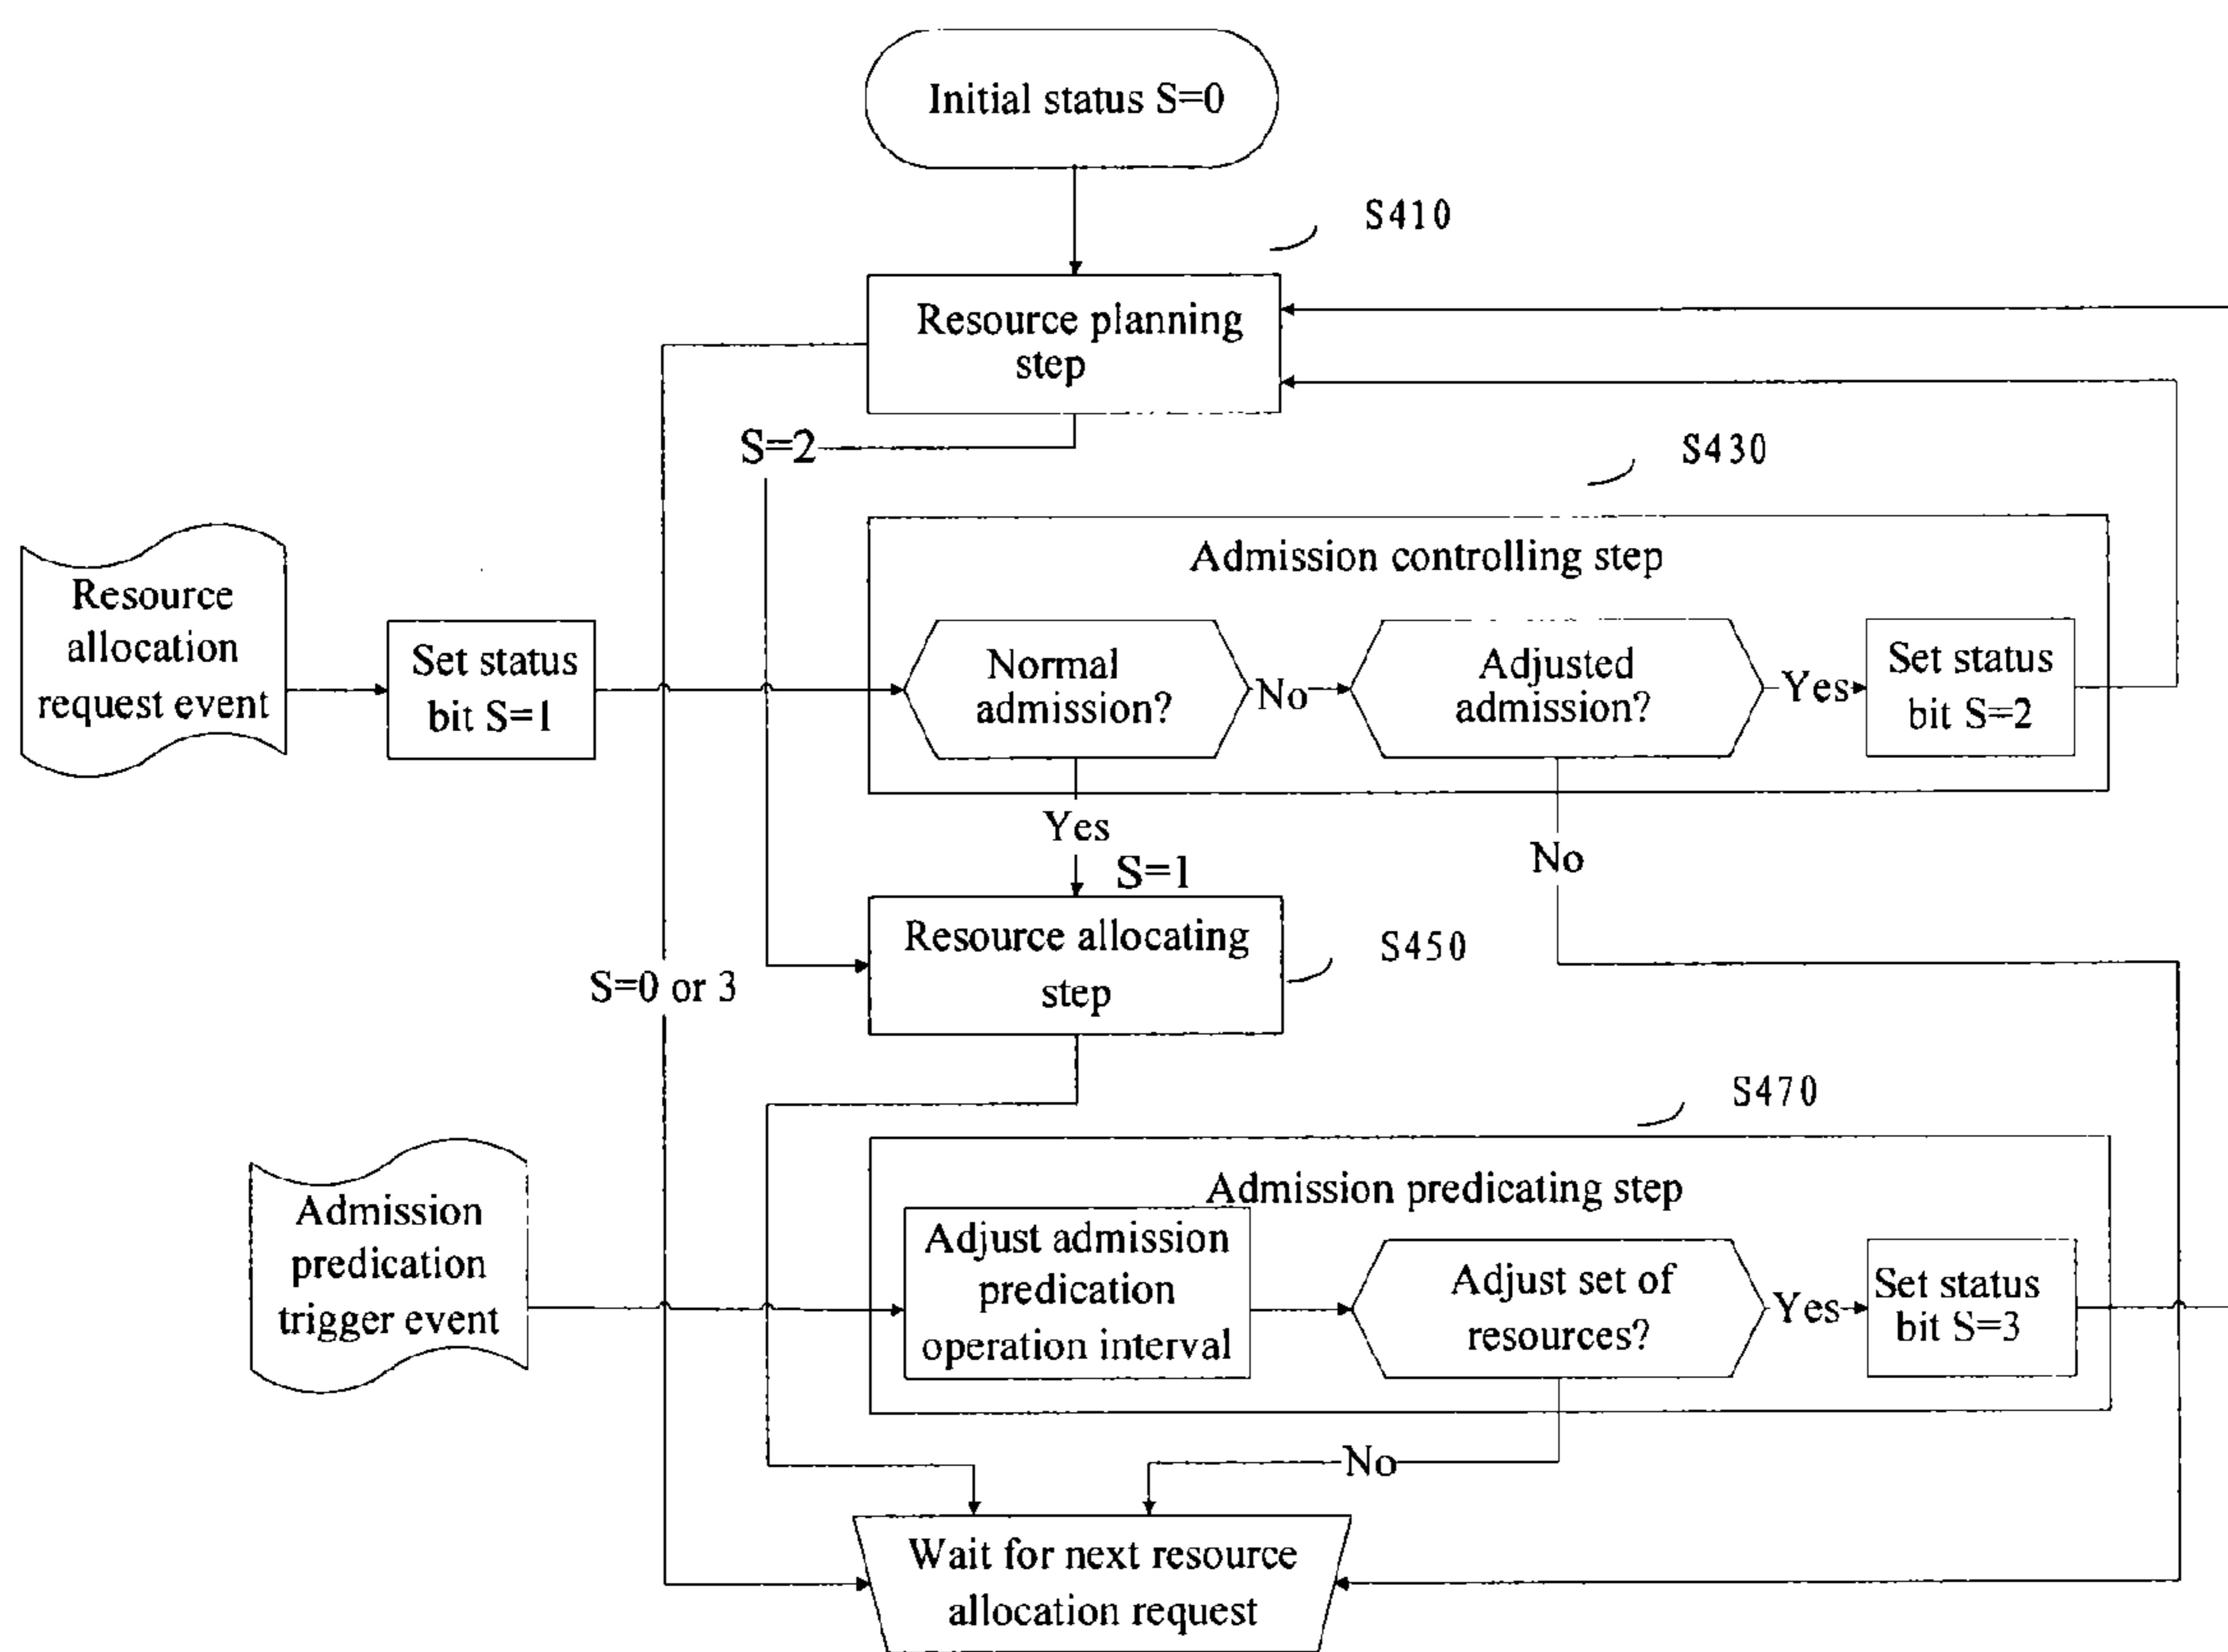 Initial status S=0
S410
Resource planning
step
S=2
S430
Admission controlling step
Resource
allocation
request event
Set status
bit S=1
Normal
admission?
No
Adjusted
admission?
Yes
Set status
bit S=2
Yes
S=1
No
Resource allocating
step
S450
S=0 or 3
S470
Admission predicating step
Admission
predication
trigger event
Adjust admission
predication
operation interval
Adjust set of
resources?
Yes
Set status
bit S=3
No
Wait for next resource
allocation request